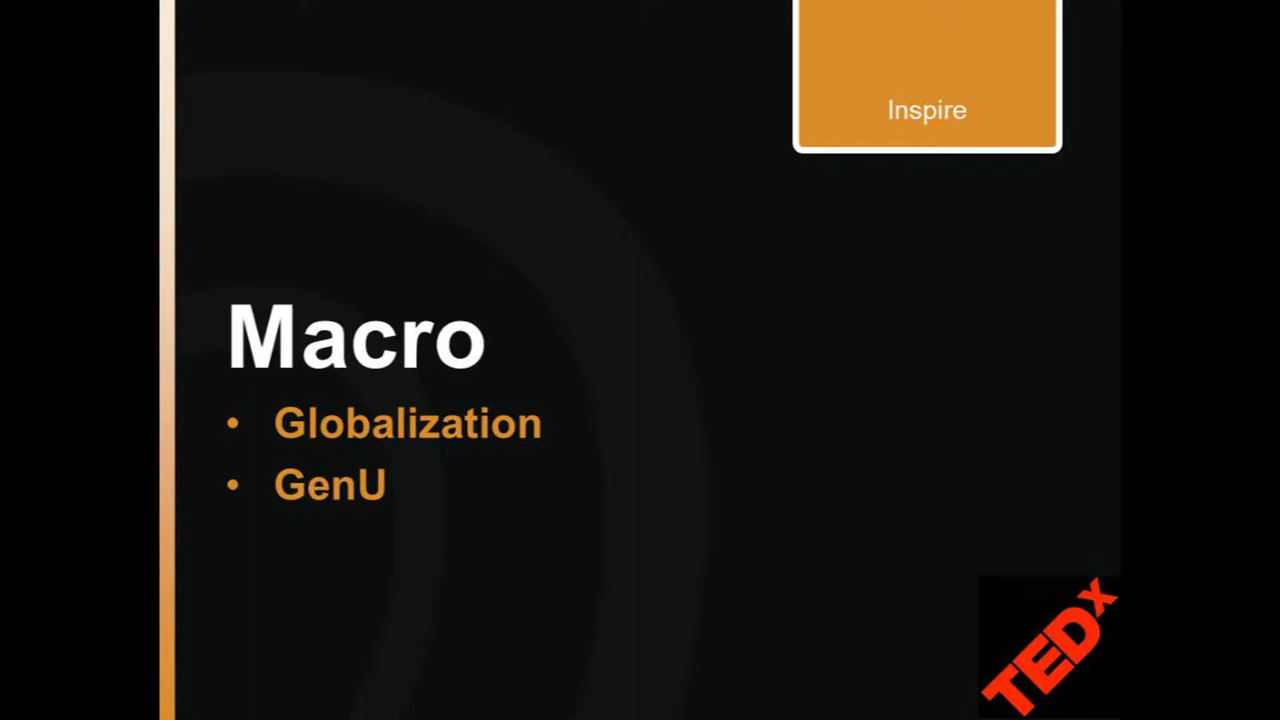 Inspire
Macro
• Globalization
• GenU
TEDx